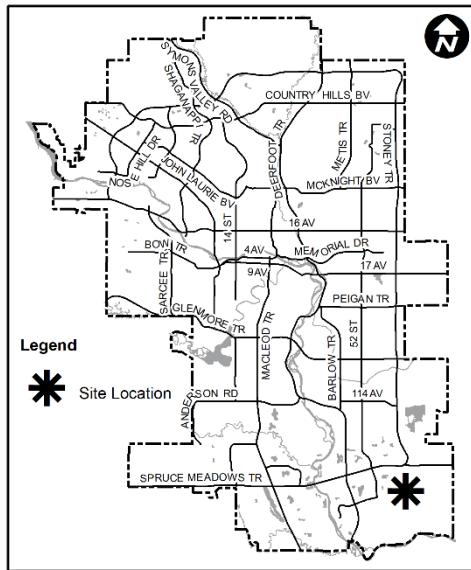 N
SYMONS VALLEY RD
SHAGANAPPI TR
COUNTRY HILLS BV
DEERFOOT TR
METIS TR
STONEY TR
NOSE HILL DR
JOHN LAURIE BV
MCKNIGHT BV
14 ST
16 AV
BOW TR
4 AV
MEMORIAL DR
9 AV
17 AV
SARCEE TR
PEIGAN TR
GLENMORE TR
MACLEOD TR
BARLOW TR
52 ST
Legend
Site Location
ANDERSON RD
114 AV
SPRUCE MEADOWS TR